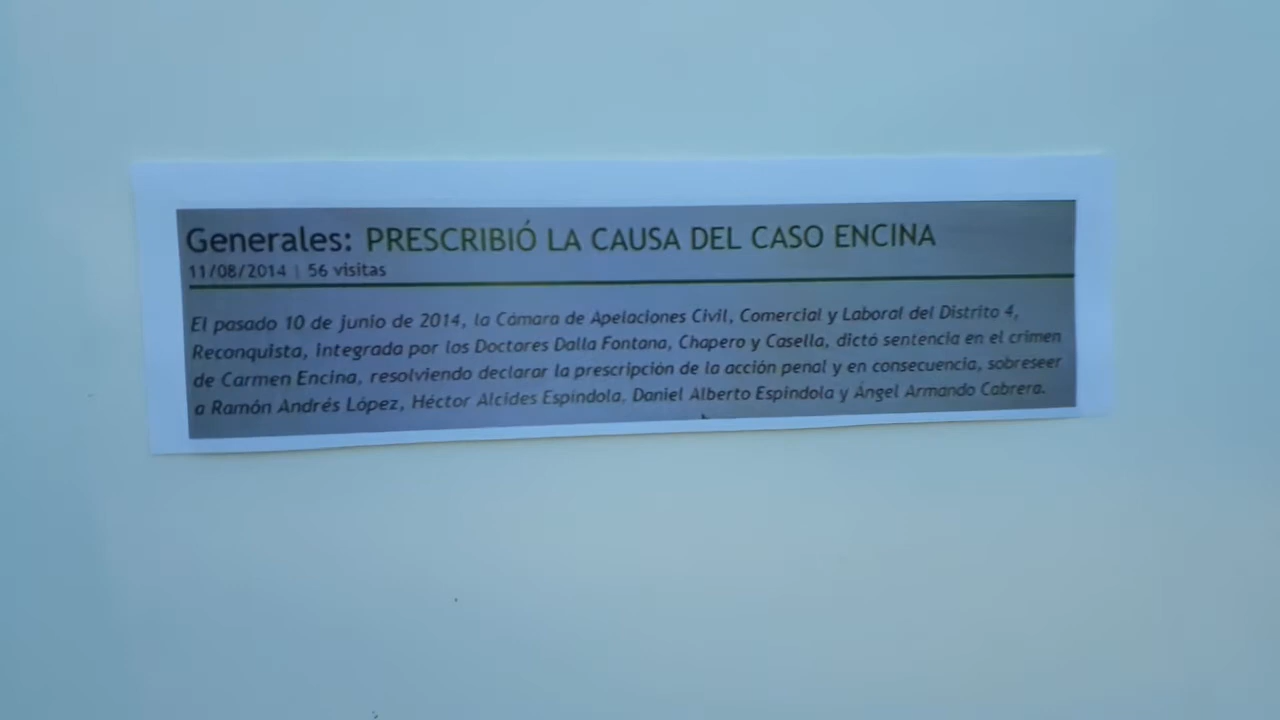 Generales: PRESCRIBIÓ LA CAUSA DEL CASO ENCINA
11/08/2014 | 56 visitas
El pasado 10 de junio de 2014, la Cámara de Apelaciones Civil, Comercial y Laboral del Distrito 4,
Reconquista, integrada por los Doctores Dalla Fontana, Chapero y Casella, dictó sentencia en el crimen
de Carmen Encina, resolviendo declarar la prescripción de la acción penal y en consecuencia, sobreseer
a Ramón Andrés López, Héctor Alcides Espíndola, Daniel Alberto Espíndola y Ángel Armando Cabrera.